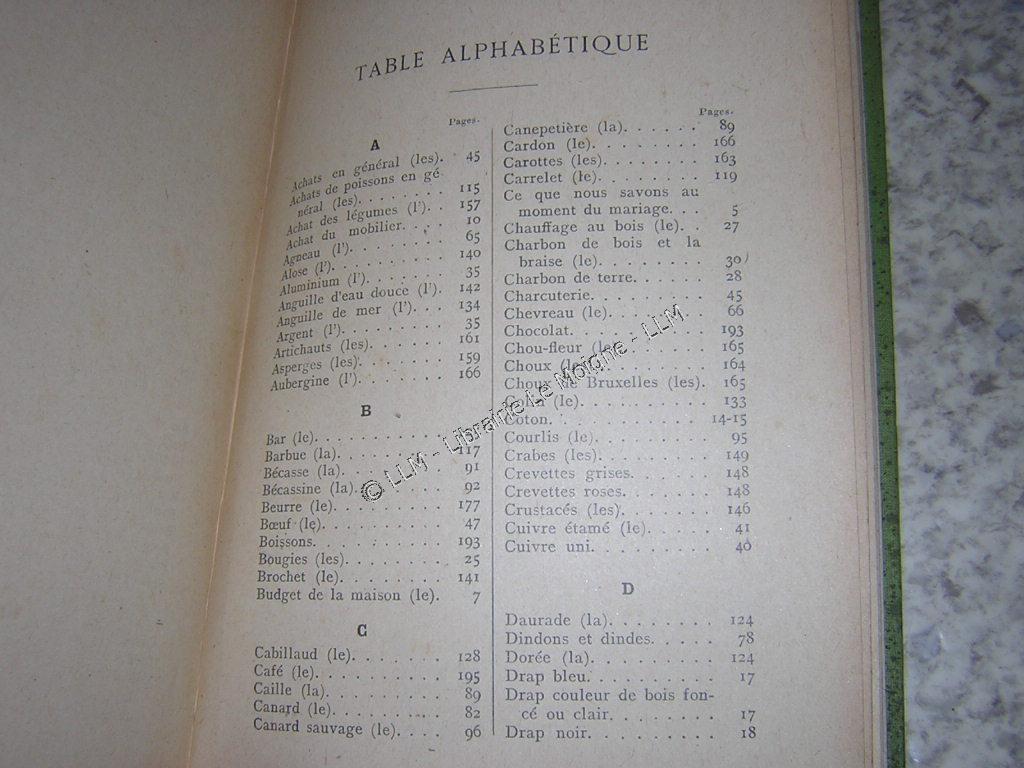 TABLE ALPHABÉTIQUE
Pages.
A
Achats en général (les). 45
Achats de poissons en gé-
néral (les). . . . . . . 115
Achat des légumes (l'). . 157
Achat du mobilier. . . . 10
Agneau (l'). . . . . . . . 65
Alose (l'). . . . . . . . . 140
Aluminium (l'). . . . . . 35
Anguille d'eau douce (l'). 142
Anguille de mer (l'). . . 134
Argent (l'). . . . . . . . 35
Artichauts (les). . . . . . 161
Asperges (les). . . . . . 159
Aubergine (l'). . . . . . . 166
B
Bar (le). . . . . . . . . .
Barbue (la). . . . . . . . 117
Bécasse (la). . . . . . . . 91
Bécassine (la). . . . . . . 92
Beurre (le). . . . . . . . 177
Bœuf (le). . . . . . . . . 47
Boissons. . . . . . . . . . 193
Bougies (les). . . . . . . 25
Brochet (le). . . . . . . . 141
Budget de la maison (le). 7
C
Cabillaud (le). . . . . . . 128
Café (le). . . . . . . . . . 195
Caille (la). . . . . . . . . 89
Canard (le). . . . . . . . 82
Canard sauvage (le). . . . 96
Pages.
Canepetière (la). . . . . . 89
Cardon (le). . . . . . . . 166
Carottes (les). . . . . . . 163
Carrelet (le). . . . . . . . 119
Ce que nous savons au
moment du mariage. . . 5
Chauffage au bois (le). . 27
Charbon de bois et la
braise (le). . . . . . . . 30
Charbon de terre. . . . . 28
Charcuterie. . . . . . . . 45
Chevreau (le). . . . . . . 66
Chocolat. . . . . . . . . . 193
Chou-fleur (le). . . . . . 165
Choux (les). . . . . . . . 164
Choux de Bruxelles (les). 165
Colin (le). . . . . . . . . 133
Coton. . . . . . . . . . 14-15
Courlis (le). . . . . . . . 95
Crabes (les). . . . . . . . 149
Crevettes grises. . . . . . 148
Crevettes roses. . . . . . 148
Crustacés (les). . . . . . 146
Cuivre étamé (le). . . . . 41
Cuivre uni. . . . . . . . . 40
D
Daurade (la). . . . . . . 124
Dindons et dindes. . . . . 78
Dorée (la). . . . . . . . . 124
Drap bleu. . . . . . . . . 17
Drap couleur de bois fon-
cé ou clair. . . . . . . . 17
Drap noir. . . . . . . . . 18
© LLM - Librairie Le Moigne - LLM